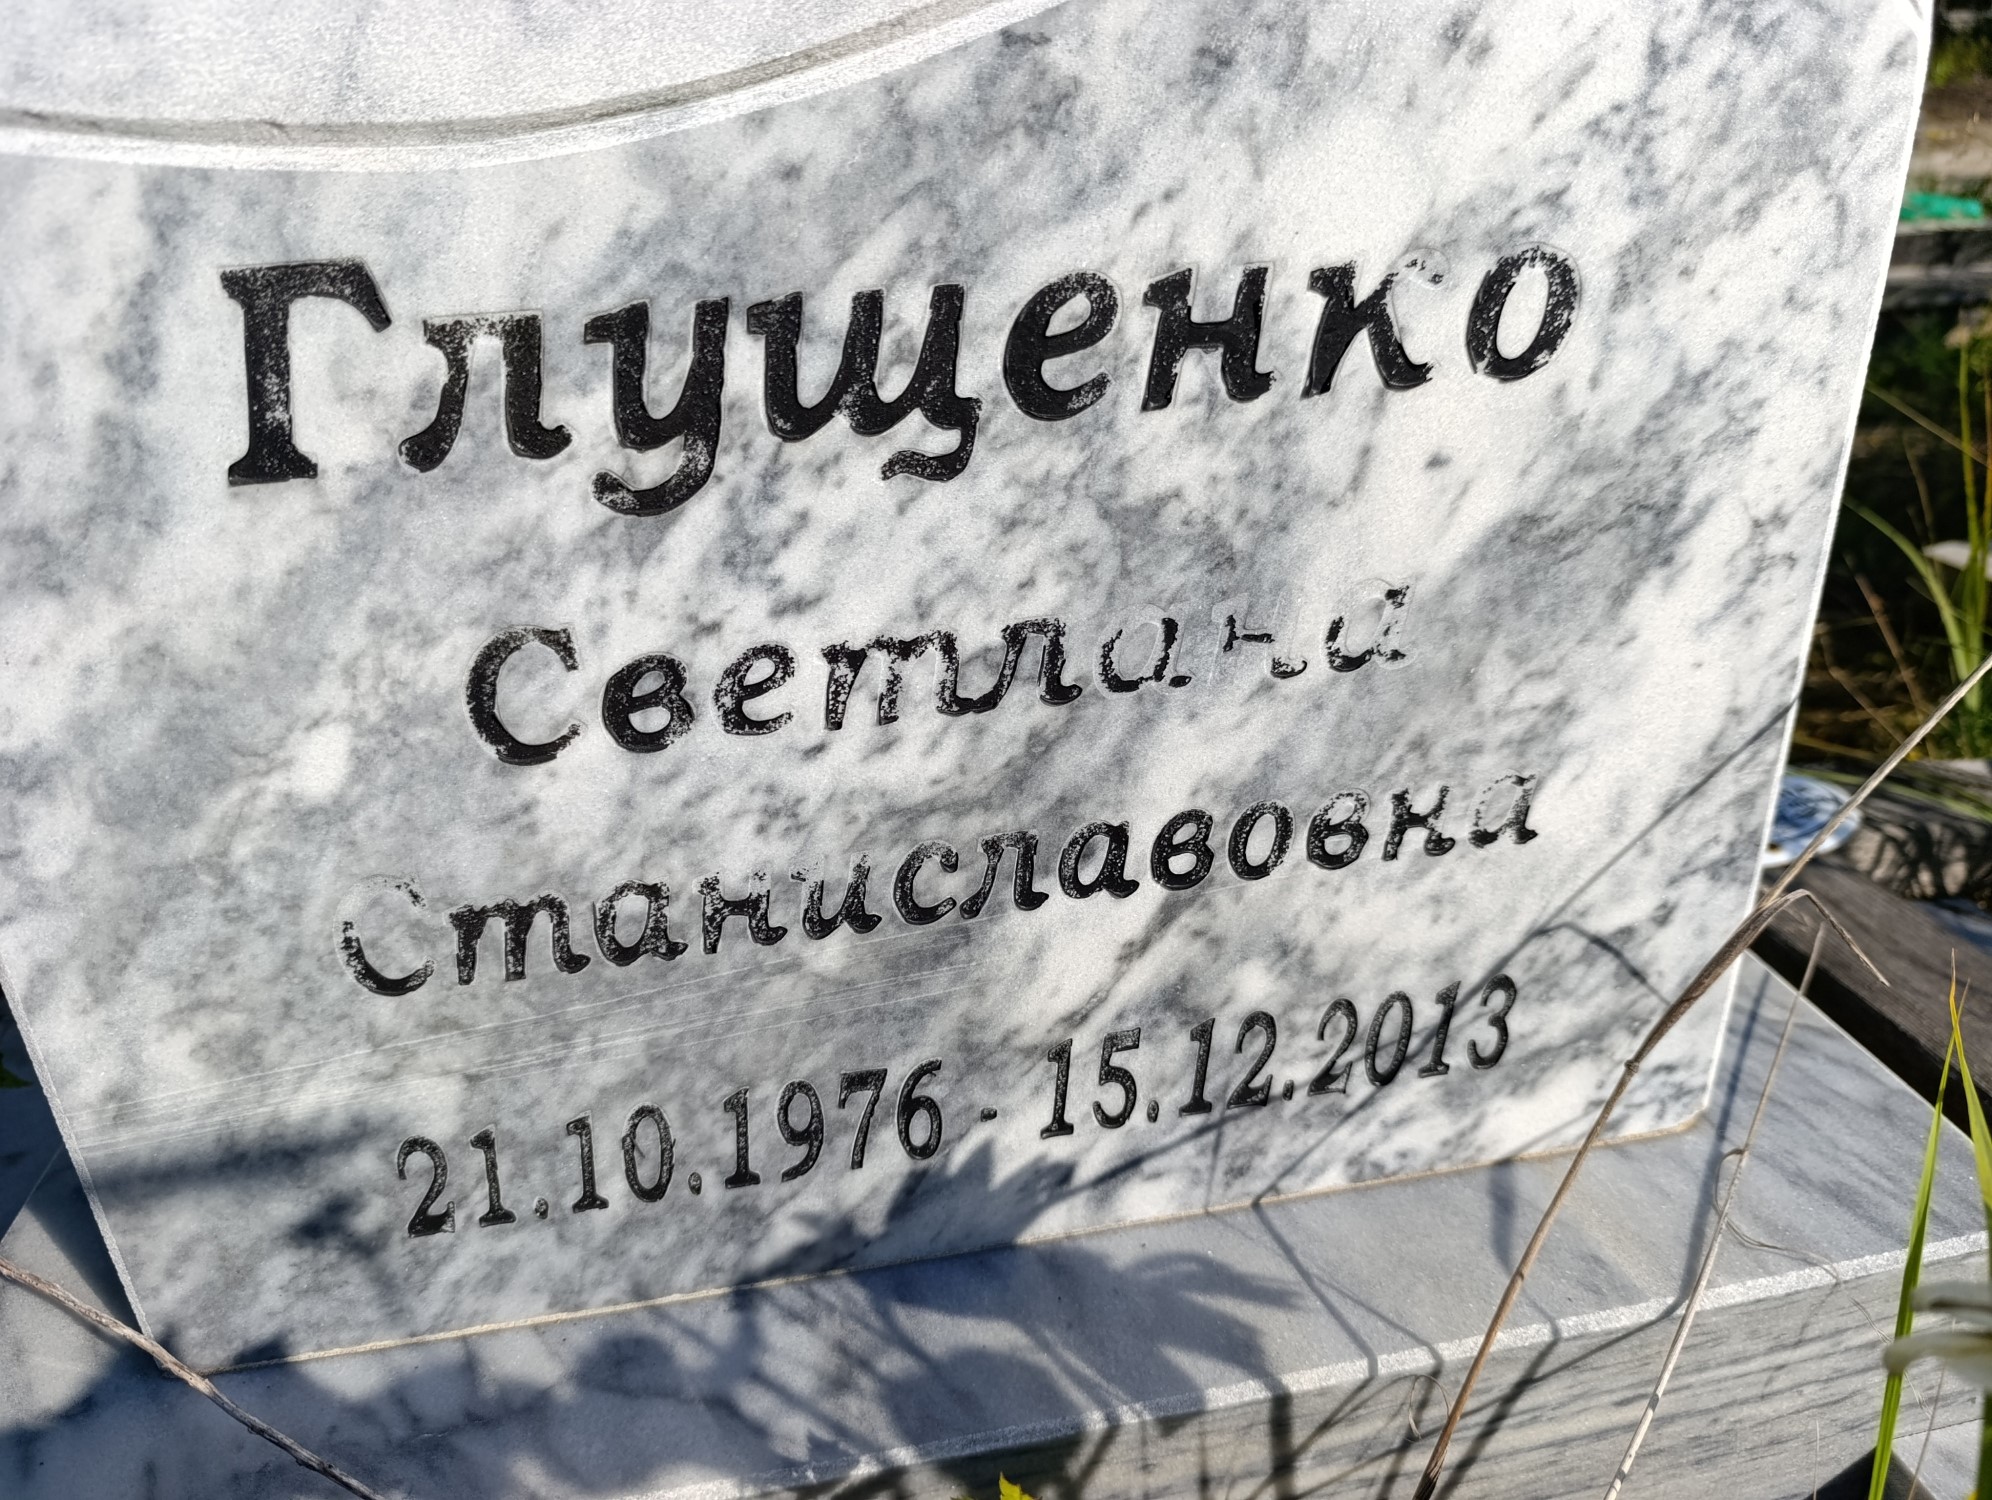 Глущенко
Светлана
Станиславовна
21.10.1976 - 15.12.2013